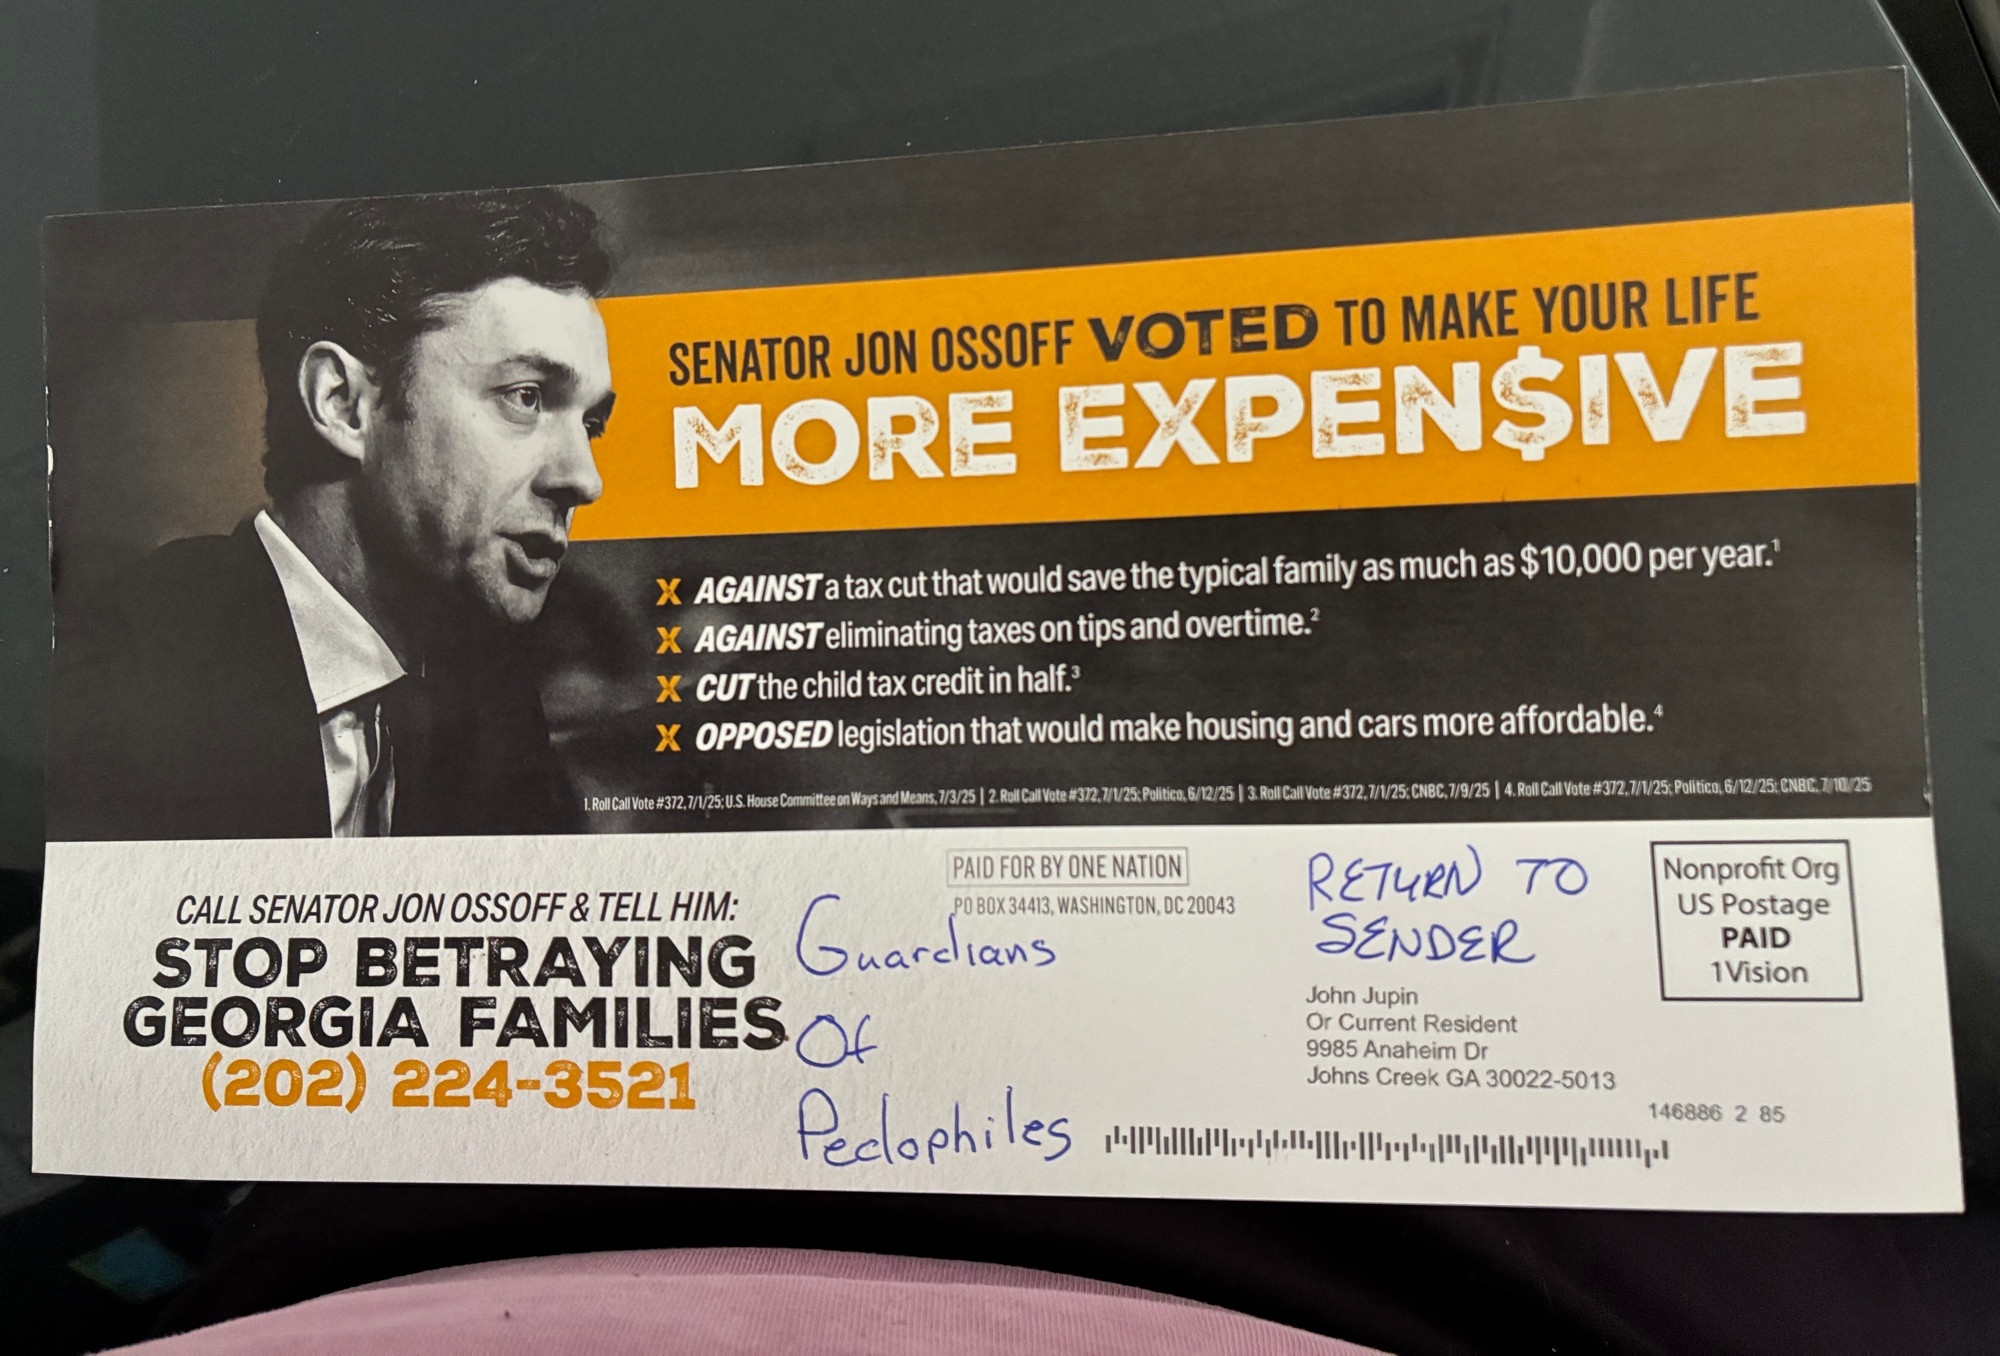 SENATOR JON OSSOFF VOTED TO MAKE YOUR LIFE
MORE EXPEN$IVE
X AGAINST a tax cut that would save the typical family as much as $10,000 per year.1
X AGAINST eliminating taxes on tips and overtime.2
X CUT the child tax credit in half.3
X OPPOSED legislation that would make housing and cars more affordable.4
1. Roll Call Vote #372, 7/1/25; U.S. House Committee on Ways and Means, 7/3/25 | 2. Roll Call Vote #372, 7/1/25; Politico, 6/12/25 | 3. Roll Call Vote #372, 7/1/25; CNBC, 7/9/25 | 4. Roll Call Vote #372, 7/1/25; Politico, 6/12/25; CNBC, 7/10/25
CALL SENATOR JON OSSOFF & TELL HIM:
STOP BETRAYING
GEORGIA FAMILIES
(202) 224-3521
PAID FOR BY ONE NATION
PO BOX 34413, WASHINGTON, DC 20043
Guardians
Of
Pedophiles
RETURN TO
SENDER
John Jupin
Or Current Resident
9985 Anaheim Dr
Johns Creek GA 30022-5013
146886 2 85
Nonprofit Org
US Postage
PAID
1Vision